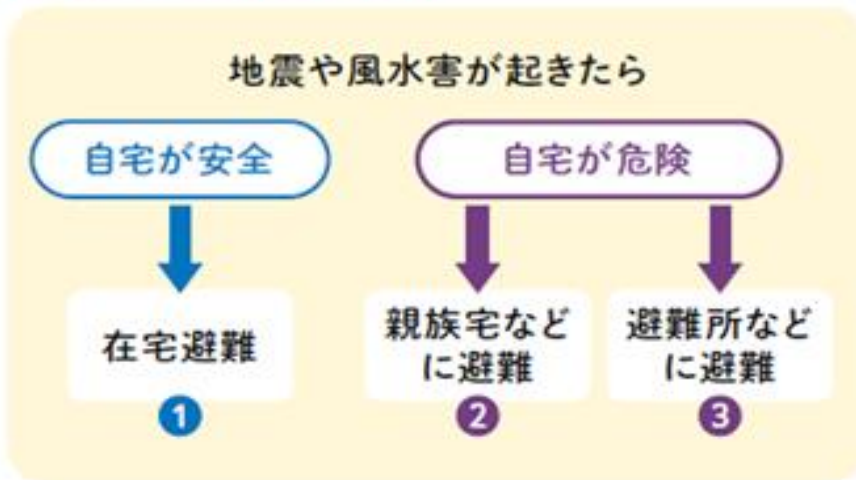 地震や風水害が起きたら
自宅が安全
自宅が危険
在宅避難
親族宅など
に避難
避難所など
に避難
1
2
3